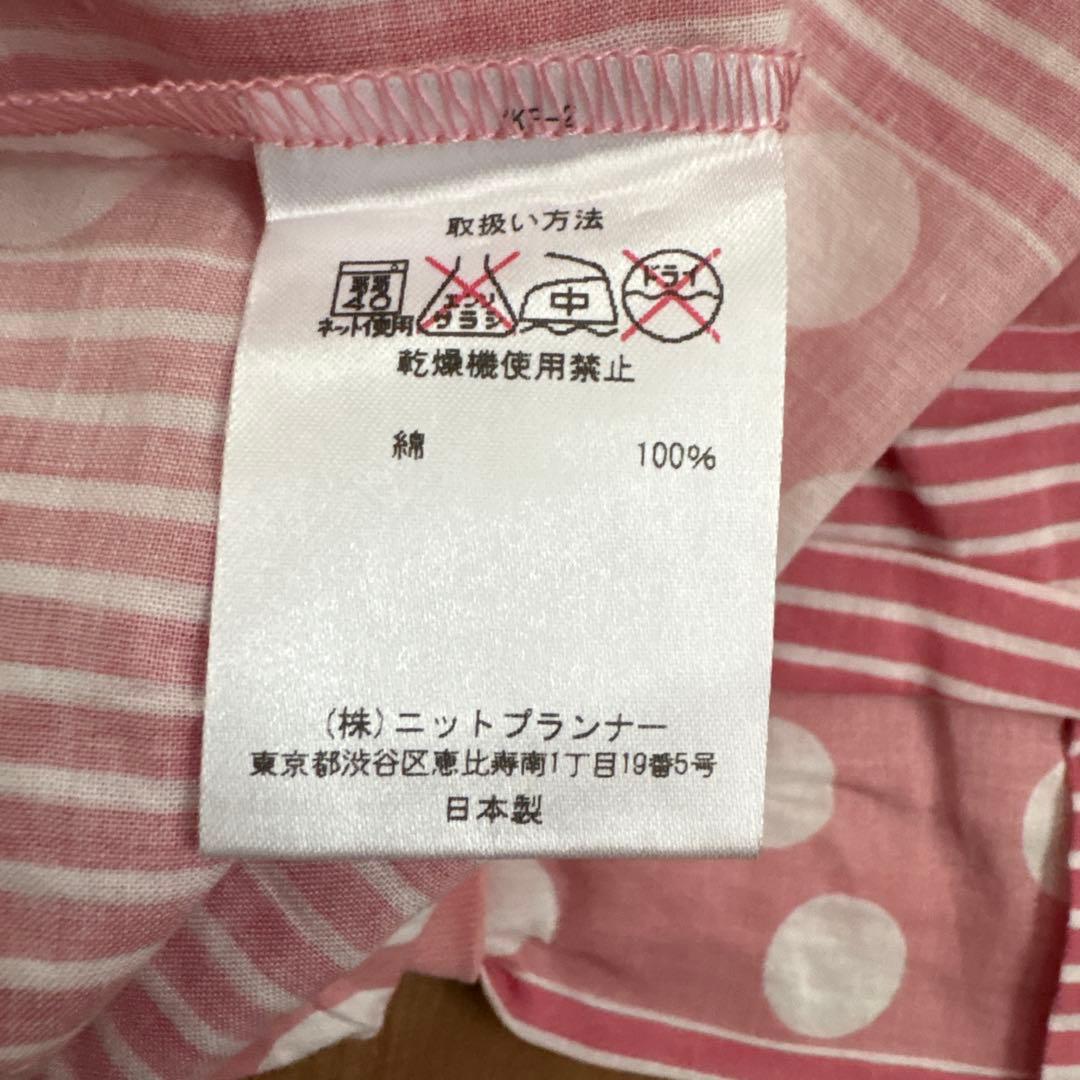 取扱い方法
弱 40 エンソ サラシ 中 ドライ
ネット使用
乾燥機使用禁止
綿 100%
(株)ニットプランナー
東京都渋谷区恵比寿南1丁目19番5号
日本製